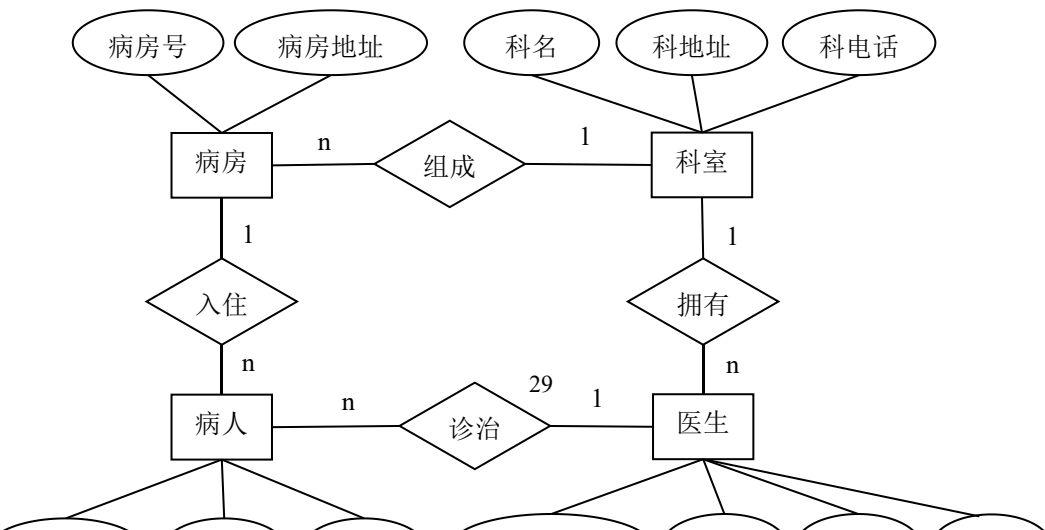 病房号 病房地址 科名 科地址 科电话
病房 n 组成 1 科室
1 1
入住 拥有
n n
病人 n 诊治 29 1 医生